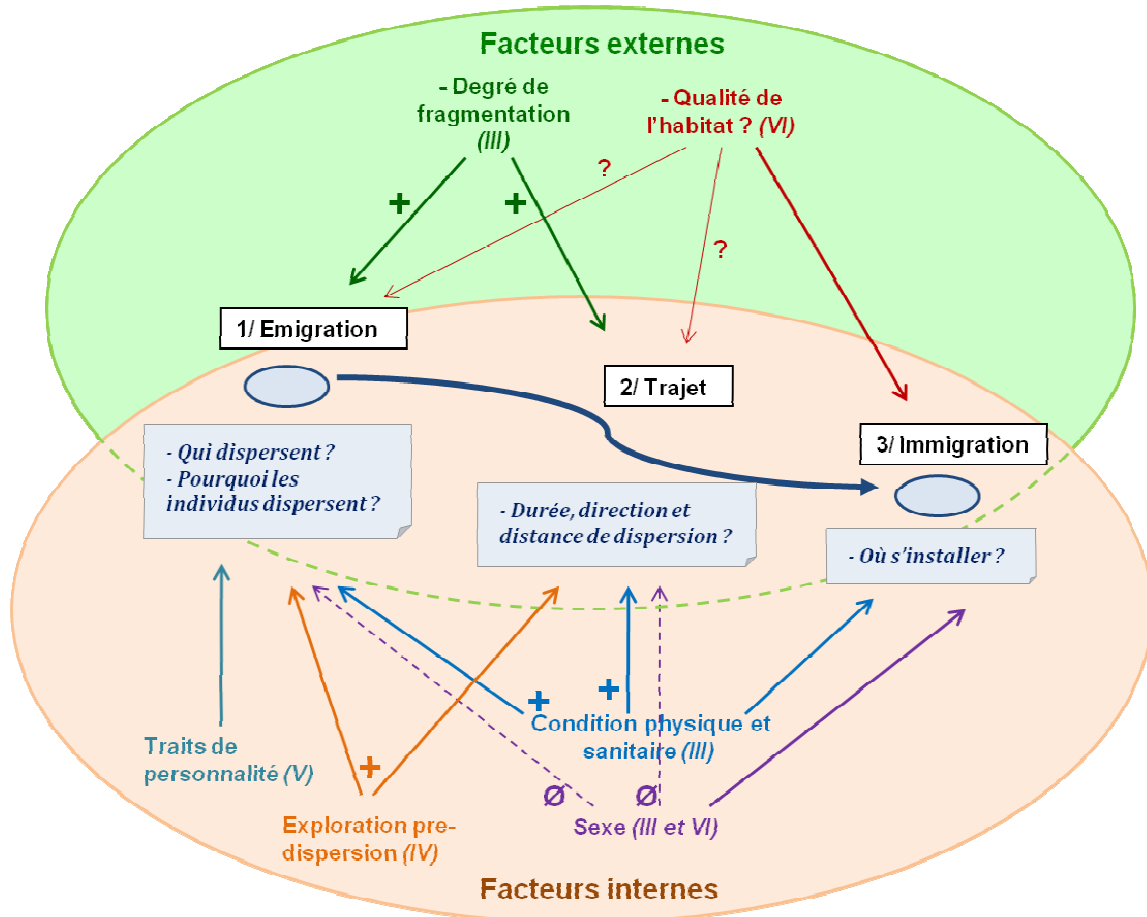 Facteurs externes
- Degré de
fragmentation
(III)
- Qualité de
l'habitat ? (VI)
?
+
+
?
1/ Emigration
2/ Trajet
3/ Immigration
- Qui dispersent ?
- Pourquoi les
individus dispersent ?
- Durée, direction et
distance de dispersion ?
- Où s'installer ?
+
+
Condition physique et
sanitaire (III)
Traits de
personnalité (V)
+
Ø
Ø
Exploration pre-
dispersion (IV)
Sexe (III et VI)
Facteurs internes